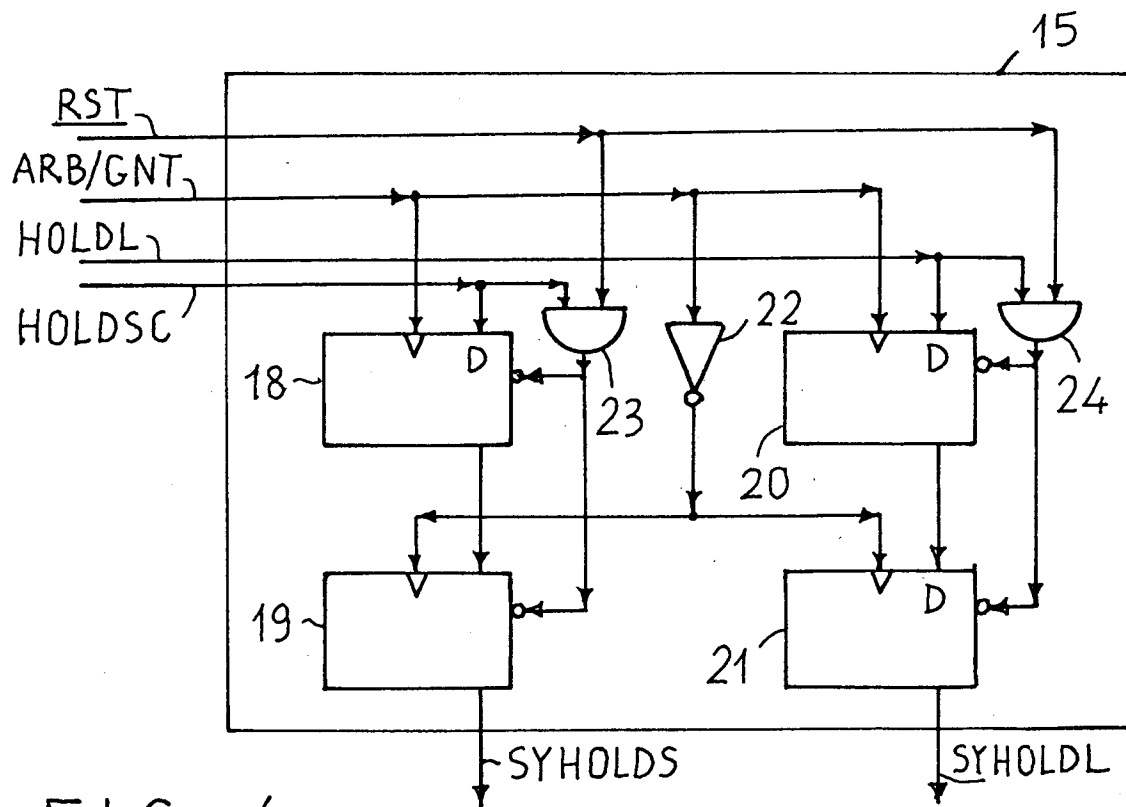 15
RST
ARB/GNT
HOLDL
HOLDSC
22
D
D
18
23
24
20
D
19
21
SYHOLDS
SYHOLDL